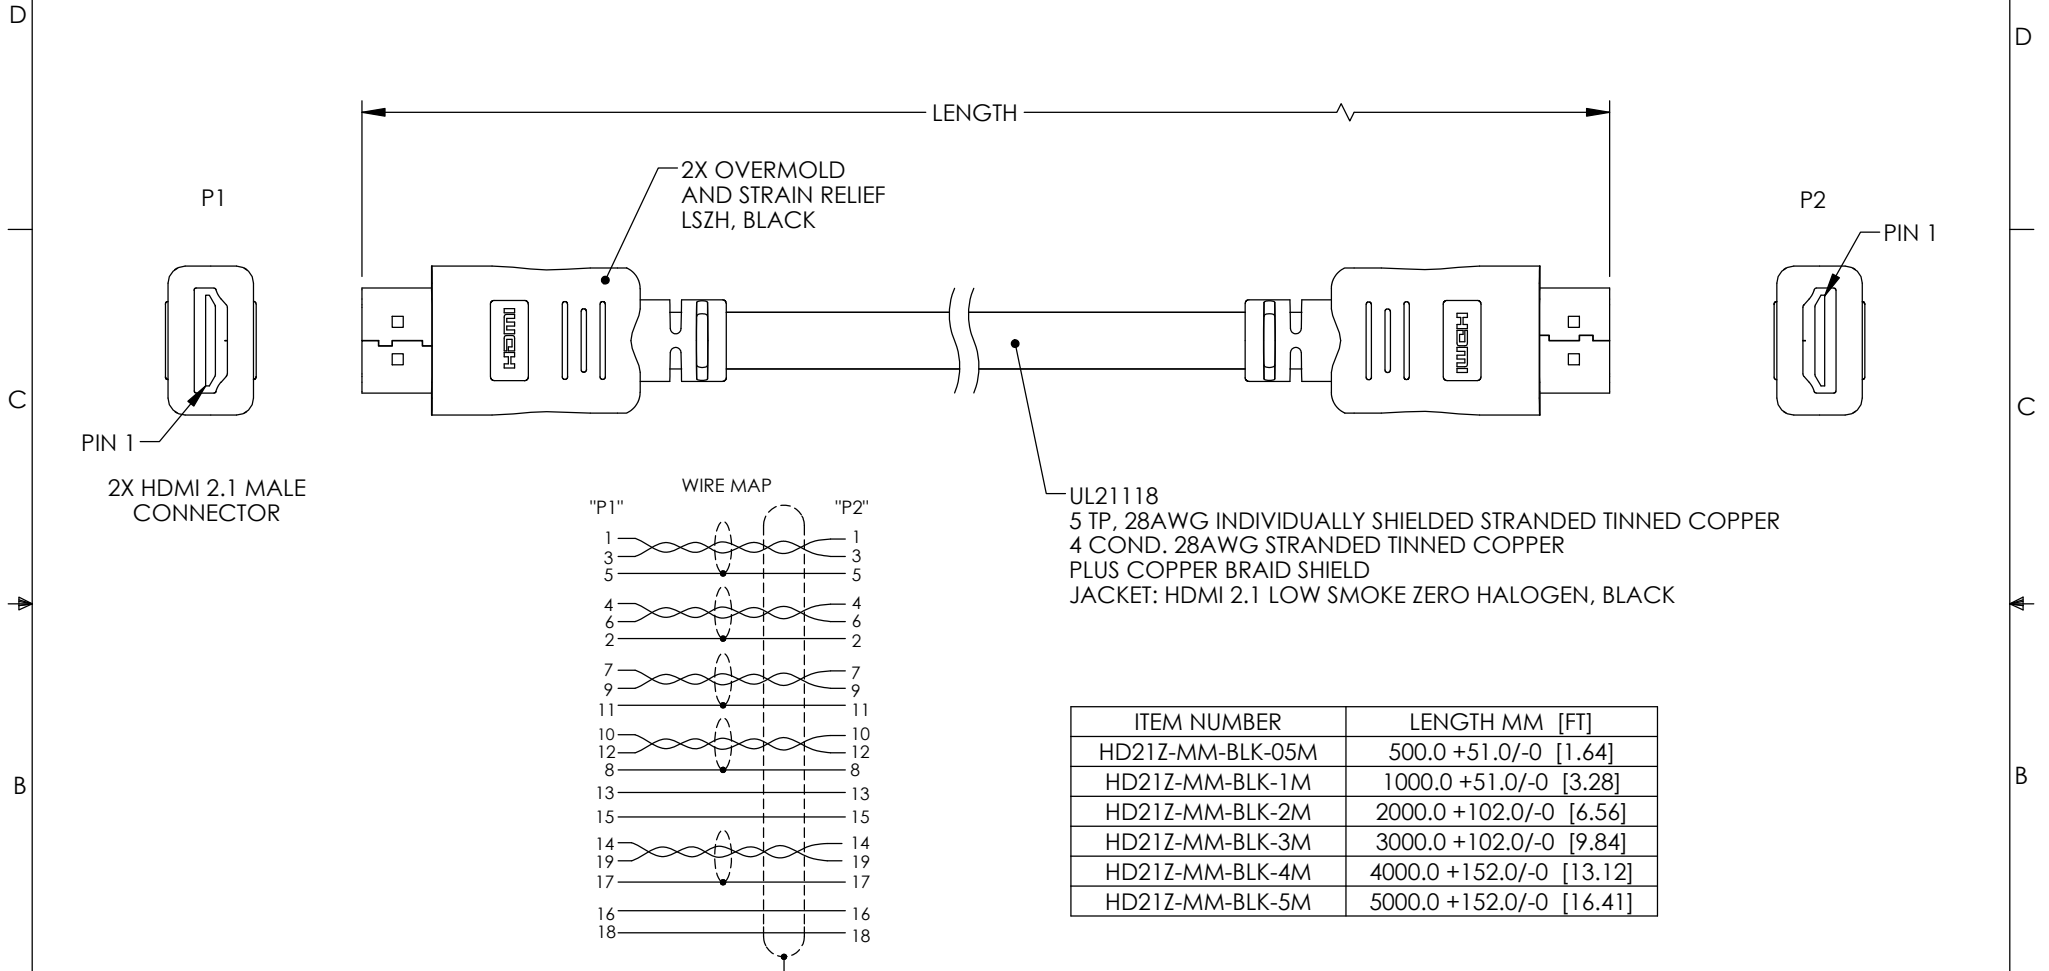 D
D
LENGTH
2X OVERMOLD
AND STRAIN RELIEF
LSZH, BLACK
P1
P2
PIN 1
HDMI
HDMI
C
C
PIN 1
2X HDMI 2.1 MALE
CONNECTOR
WIRE MAP
"P1" "P2"
1 1
3 3
5 5
4 4
6 6
2 2
7 7
9 9
11 11
10 10
12 12
8 8
13 13
15 15
14 14
19 19
17 17
16 16
18 18
UL21118
5 TP, 28AWG INDIVIDUALLY SHIELDED STRANDED TINNED COPPER
4 COND. 28AWG STRANDED TINNED COPPER
PLUS COPPER BRAID SHIELD
JACKET: HDMI 2.1 LOW SMOKE ZERO HALOGEN, BLACK
B
B
ITEM NUMBER LENGTH MM [FT]
HD21Z-MM-BLK-05M 500.0 +51.0/-0 [1.64]
HD21Z-MM-BLK-1M 1000.0 +51.0/-0 [3.28]
HD21Z-MM-BLK-2M 2000.0 +102.0/-0 [6.56]
HD21Z-MM-BLK-3M 3000.0 +102.0/-0 [9.84]
HD21Z-MM-BLK-4M 4000.0 +152.0/-0 [13.12]
HD21Z-MM-BLK-5M 5000.0 +152.0/-0 [16.41]